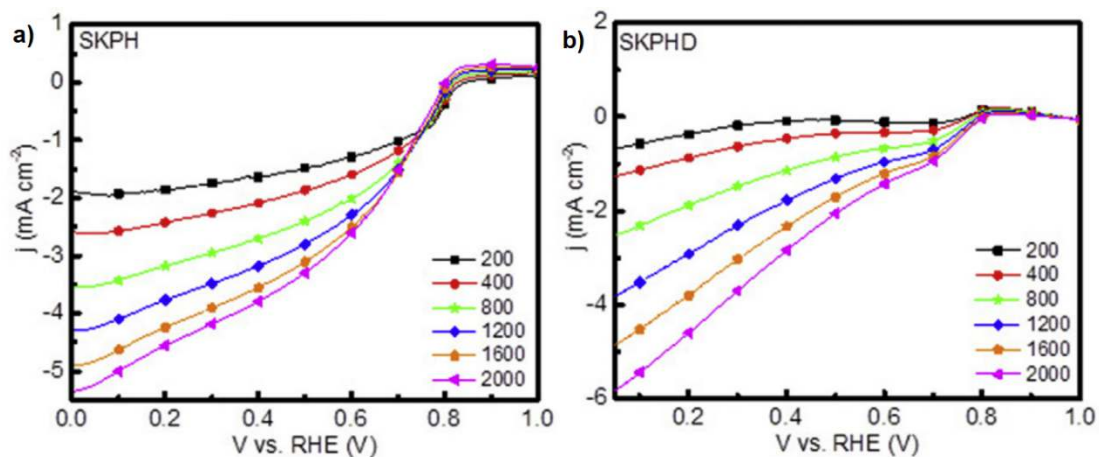 a)
SKPH
1
0
-1
-2
-3
-4
-5
j (mA cm-2)
200
400
800
1200
1600
2000
0.0 0.2 0.4 0.6 0.8 1.0
V vs. RHE (V)
b)
SKPHD
2
0
-2
-4
-6
j (mA cm-2)
200
400
800
1200
1600
2000
0.2 0.4 0.6 0.8 1.0
V vs. RHE (V)